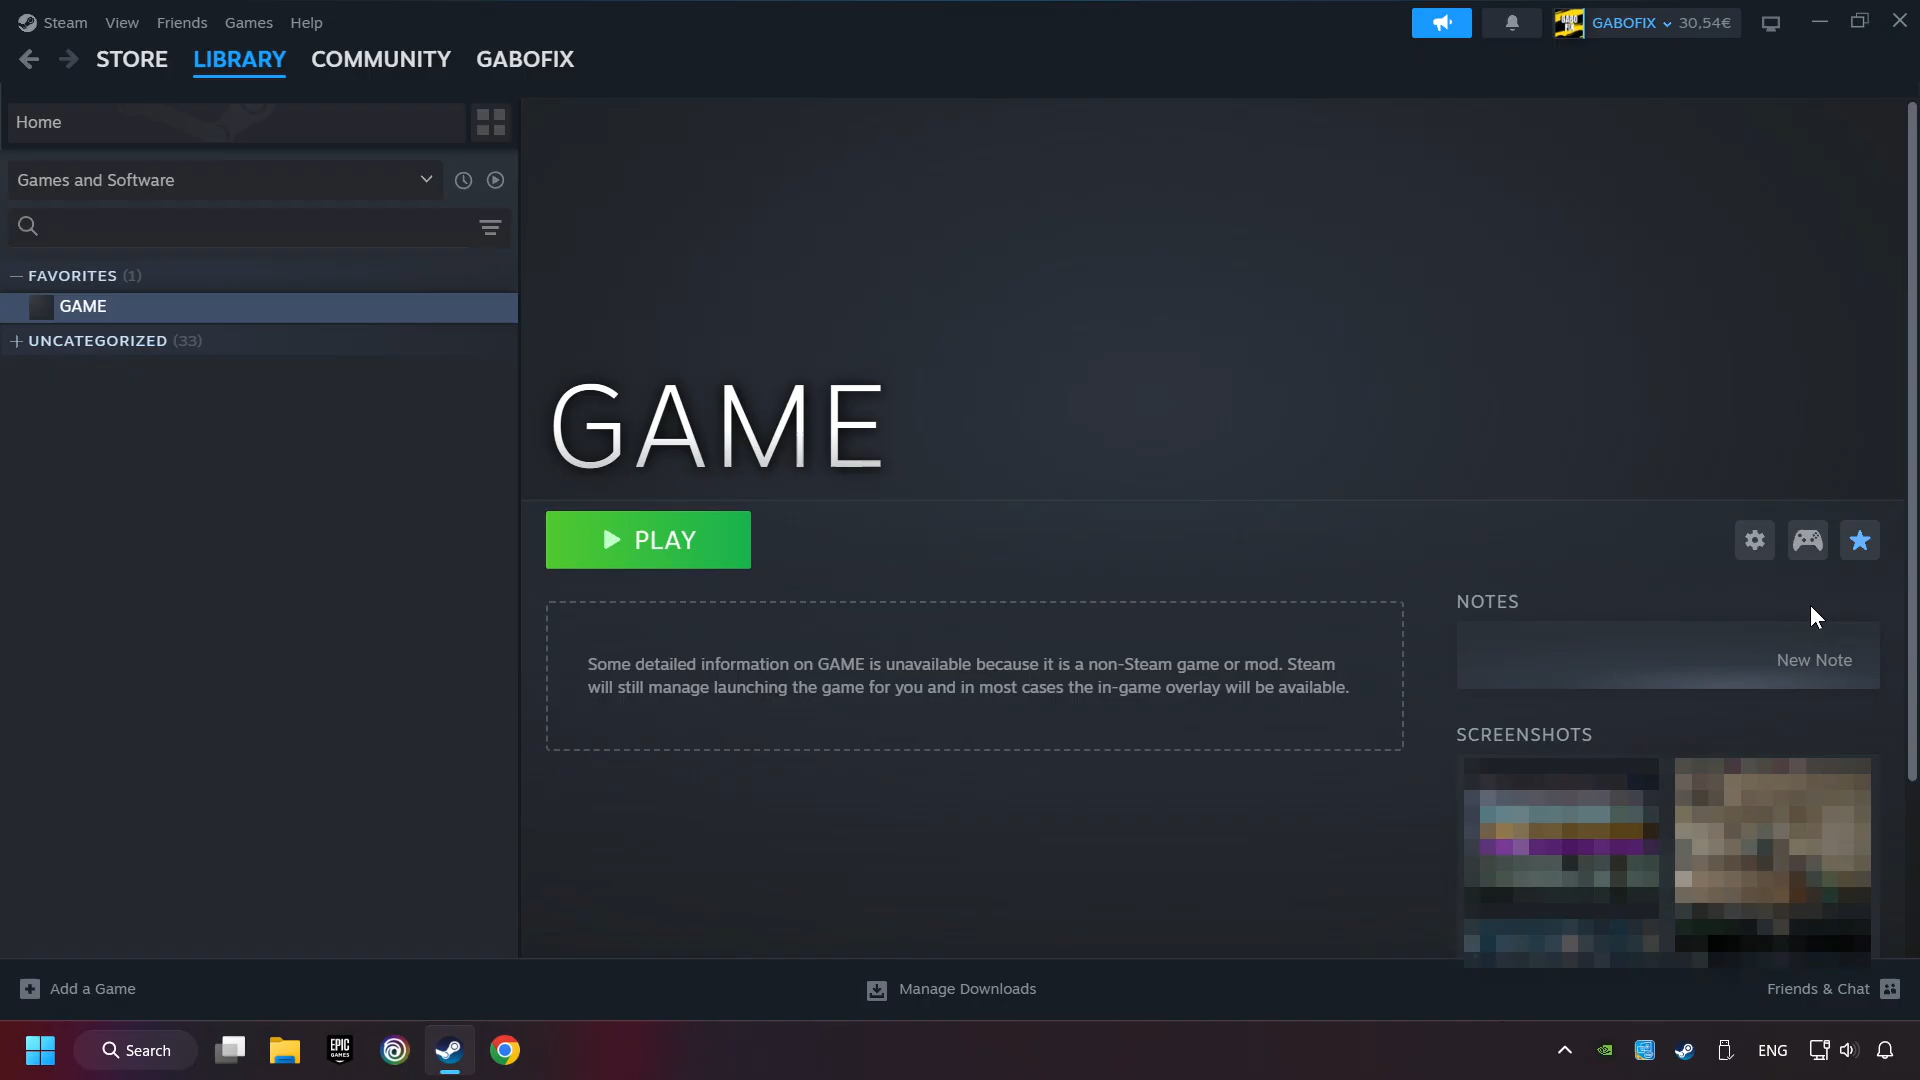 Steam View Friends Games Help
GABOFIX 30,54€
STORE LIBRARY COMMUNITY GABOFIX
Home
Games and Software
FAVORITES (1)
GAME
UNCATEGORIZED (33)
GAME
PLAY
NOTES
New Note
Some detailed information on GAME is unavailable because it is a non-Steam game or mod. Steam
will still manage launching the game for you and in most cases the in-game overlay will be available.
SCREENSHOTS
Add a Game
Manage Downloads
Friends & Chat
Search
EPIC
GAMES
ENG